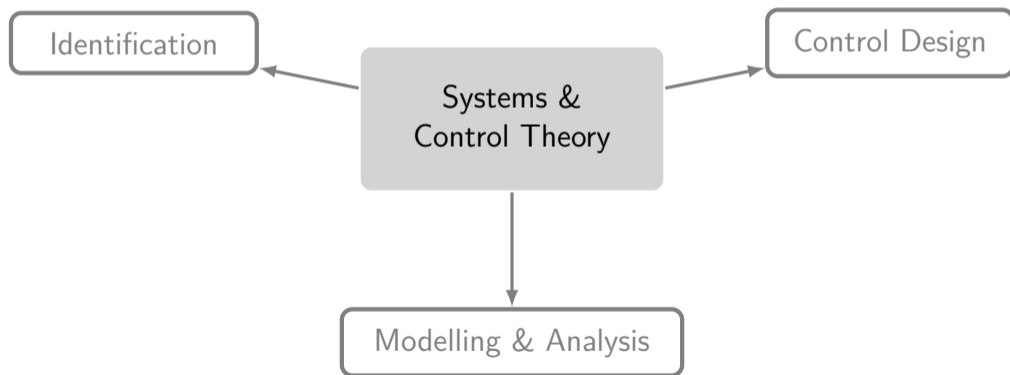 Identification
Control Design
Systems &
Control Theory
Modelling & Analysis